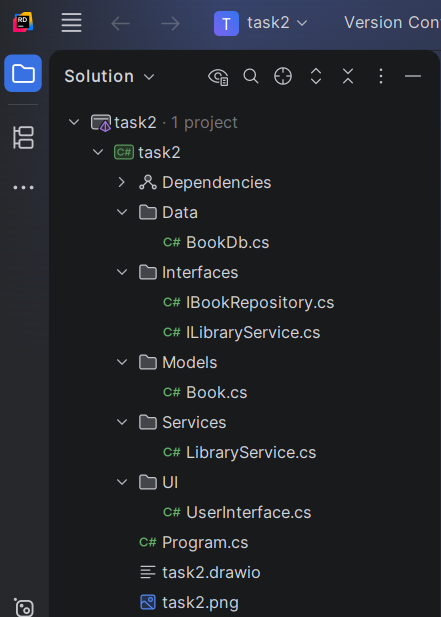 RD
T task2 Version Con
Solution
task2 · 1 project
C# task2
Dependencies
Data
C# BookDb.cs
Interfaces
C# IBookRepository.cs
C# ILibraryService.cs
Models
C# Book.cs
Services
C# LibraryService.cs
UI
C# UserInterface.cs
C# Program.cs
task2.drawio
task2.png